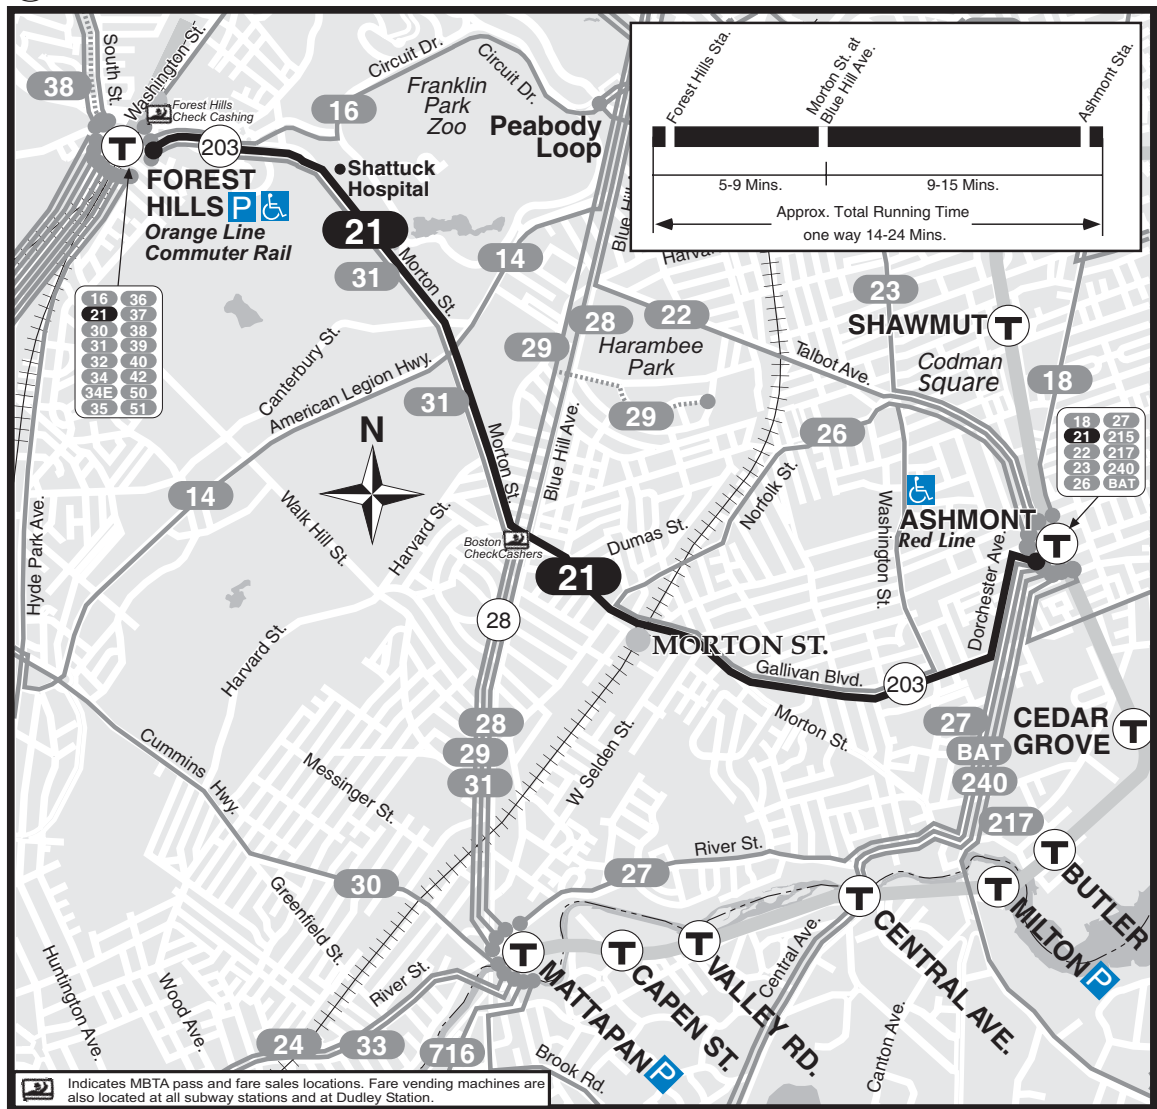 South St.
Washington St.
38
Forest Hills
Check Cashing
T
203
FOREST
HILLS P
Orange Line
Commuter Rail
16 36
21 37
30 38
31 39
32 40
34 42
34E 50
35 51
Circuit Dr.
Circuit Dr.
16
Franklin
Park
Zoo
Peabody
Loop
Shattuck
Hospital
21
31
Morton St.
14
Forest Hills Sta.
Morton St. at
Blue Hill Ave.
Ashmont Sta.
5-9 Mins.
9-15 Mins.
Approx. Total Running Time
one way 14-24 Mins.
Blue Hill
Harvar
23
SHAWMUT T
Codman
Square
18
28
22
29
Harambee
Park
Talbot Ave.
29
26
Canterbury St.
American Legion Hwy.
31
N
Morton St.
Blue Hill Ave.
14
Walk Hill St.
Harvard St.
Hyde Park Ave.
Boston
CheckCashers
Dumas St.
Norfolk St.
Washington St.
18 27
21 215
22 217
23 240
26 BAT
ASHMONT
Red Line
T
Dorchester Ave.
21
28
Harvard St.
MORTON ST.
Gallivan Blvd.
203
Morton St.
27
BAT
240
217
CEDAR
GROVE T
28
29
31
W Selden St.
Cummins Hwy.
Messinger St.
River St.
27
30
Greenfield St.
T
MATTAPAN P
T
CAPEN ST.
T
VALLEY RD.
Central Ave.
T
CENTRAL AVE.
T
MILTON P
T
BUTLER
Huntington Ave.
Wood Ave.
River St.
24
33
716
Brook Rd.
Canton Ave.
Indicates MBTA pass and fare sales locations. Fare vending machines are
also located at all subway stations and at Dudley Station.